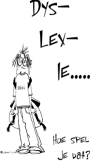 DYS-
LEX-
IE.....
HOE SPEL
JE DAT?